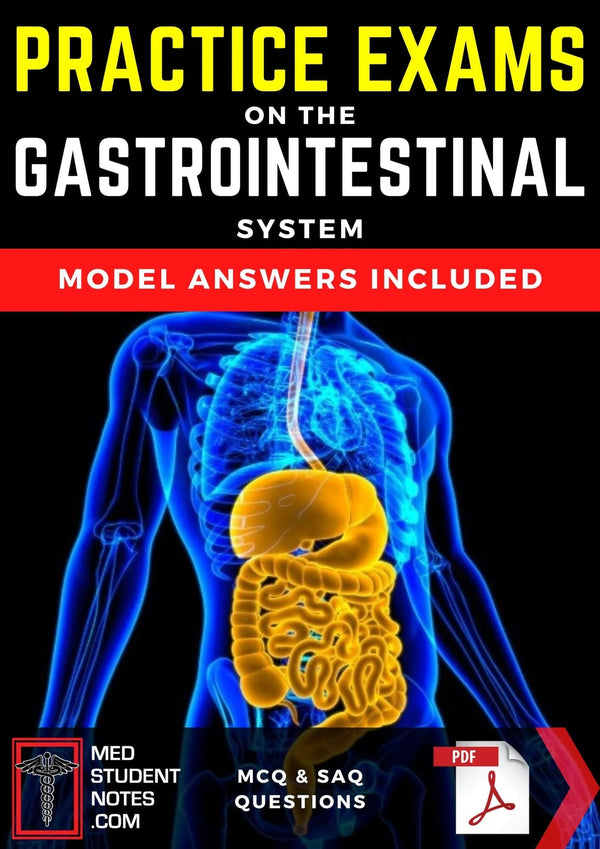 PRACTICE EXAMS
ON THE
GASTROINTESTINAL
SYSTEM
MODEL ANSWERS INCLUDED
MED
STUDENT
NOTES
.COM
MCQ & SAQ
QUESTIONS
PDF